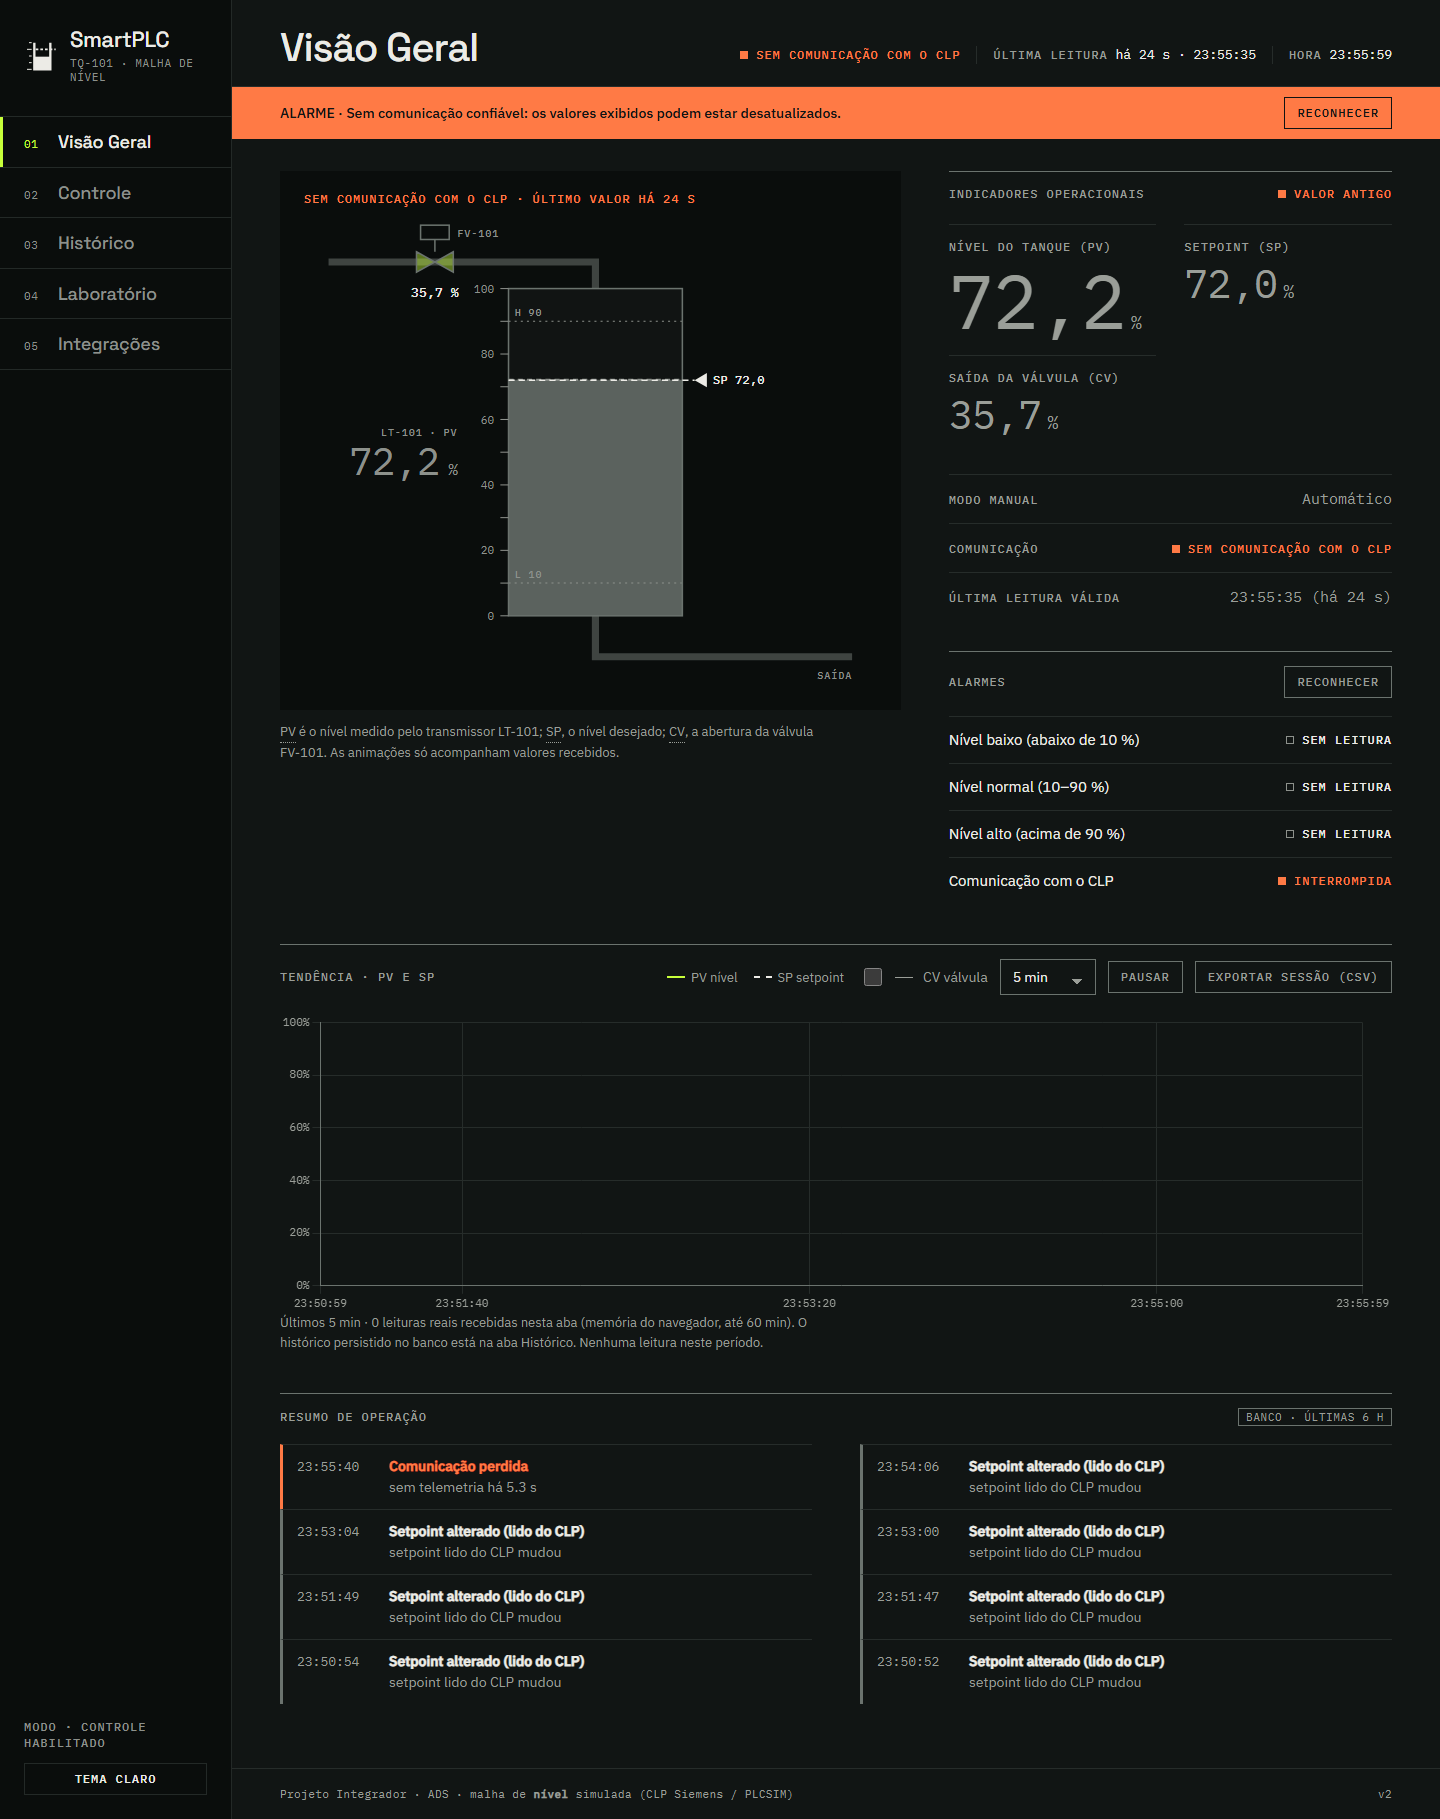 SmartPLC
TQ-101 · MALHA DE
NÍVEL
01 Visão Geral
02 Controle
03 Histórico
04 Laboratório
05 Integrações
MODO · CONTROLE
HABILITADO
TEMA CLARO
Visão Geral
SEM COMUNICAÇÃO COM O CLP
ÚLTIMA LEITURA há 24 s · 23:55:35
HORA 23:55:59
ALARME · Sem comunicação confiável: os valores exibidos podem estar desatualizados.
RECONHECER
SEM COMUNICAÇÃO COM O CLP · ÚLTIMO VALOR HÁ 24 S
FV-101
35,7 %
100
H 90
80
SP 72,0
60
LT-101 · PV
72,2 %
40
20
L 10
0
SAÍDA
PV é o nível medido pelo transmissor LT-101; SP, o nível desejado; CV, a abertura da válvula
FV-101. As animações só acompanham valores recebidos.
INDICADORES OPERACIONAIS
VALOR ANTIGO
NÍVEL DO TANQUE (PV)
72,2 %
SETPOINT (SP)
72,0 %
SAÍDA DA VÁLVULA (CV)
35,7 %
MODO MANUAL Automático
COMUNICAÇÃO SEM COMUNICAÇÃO COM O CLP
ÚLTIMA LEITURA VÁLIDA 23:55:35 (há 24 s)
ALARMES
RECONHECER
Nível baixo (abaixo de 10 %) SEM LEITURA
Nível normal (10–90 %) SEM LEITURA
Nível alto (acima de 90 %) SEM LEITURA
Comunicação com o CLP INTERROMPIDA
TENDÊNCIA · PV E SP
PV nível
SP setpoint
CV válvula
5 min
PAUSAR
EXPORTAR SESSÃO (CSV)
100%
80%
60%
40%
20%
0%
23:50:59 23:51:40 23:53:20 23:55:00 23:55:59
Últimos 5 min · 0 leituras reais recebidas nesta aba (memória do navegador, até 60 min). O
histórico persistido no banco está na aba Histórico. Nenhuma leitura neste período.
RESUMO DE OPERAÇÃO
BANCO · ÚLTIMAS 6 H
23:55:40 Comunicação perdida
sem telemetria há 5.3 s
23:54:06 Setpoint alterado (lido do CLP)
setpoint lido do CLP mudou
23:53:04 Setpoint alterado (lido do CLP)
setpoint lido do CLP mudou
23:53:00 Setpoint alterado (lido do CLP)
setpoint lido do CLP mudou
23:51:49 Setpoint alterado (lido do CLP)
setpoint lido do CLP mudou
23:51:47 Setpoint alterado (lido do CLP)
setpoint lido do CLP mudou
23:50:54 Setpoint alterado (lido do CLP)
setpoint lido do CLP mudou
23:50:52 Setpoint alterado (lido do CLP)
setpoint lido do CLP mudou
Projeto Integrador · ADS · malha de nível simulada (CLP Siemens / PLCSIM)
v2